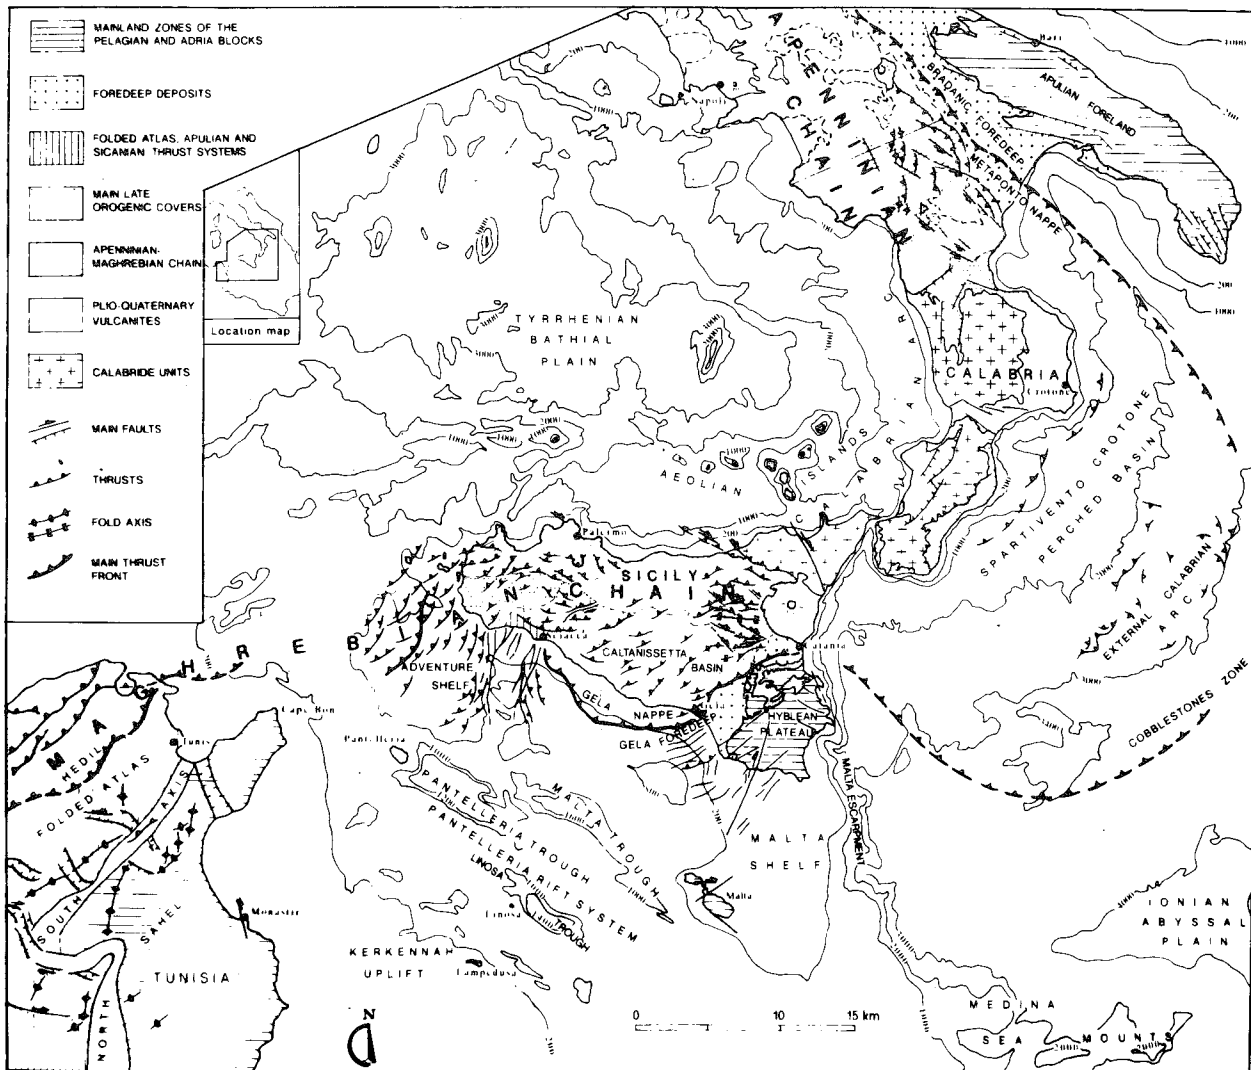 MAINLAND ZONES OF THE
PELAGIAN AND ADRIA BLOCKS
FOREDEEP DEPOSITS
FOLDED ATLAS, APULIAN AND
SICANIAN THRUST SYSTEMS
MAIN LATE
OROGENIC COVERS
APENNINIAN-
MAGHREBIAN CHAIN
PLIO-QUATERNARY
VULCANITES
CALABRIDE UNITS
MAIN FAULTS
THRUSTS
FOLD AXIS
MAIN THRUST
FRONT
Location map
APENNINIAN
CHAIN
Napoli
Bari
BRADANIC FOREDEEP
APULIAN FORELAND
METAPONTO NAPPE
200
1000
TYRRHENIAN
BATHIAL
PLAIN
CALABRIA
Crotone
CALABRIAN ARC
AEOLIAN
ISLANDS
SPARTIVENTO CROTONE
PERCHED BASIN
EXTERNAL CALABRIAN
ARC
COBBLESTONES ZONE
Palermo
SICILY
MAGHREBIAN CHAIN
Sciacca
CALTANISSETTA
BASIN
Catania
ADVENTURE
SHELF
GELA
NAPPE
GELA FOREDEEP
HYBLEAN
PLATEAU
Cape Bon
Pantelleria
Tunis
HEDIL
FOLDED ATLAS
PANTELLERIA TROUGH
PANTELLERIA RIFT SYSTEM
MALTA TROUGH
MALTA
SHELF
MALTA ESCARPMENT
LINOSA
TROUGH
Linosa
Malta
NORTH
SOUTH
AXIS
SAHEL
Monastir
TUNISIA
KERKENNAH
UPLIFT
Lampedusa
IONIAN
ABYSSAL
PLAIN
MEDINA
SEA MOUNTS
2000
N
0 10 15 km